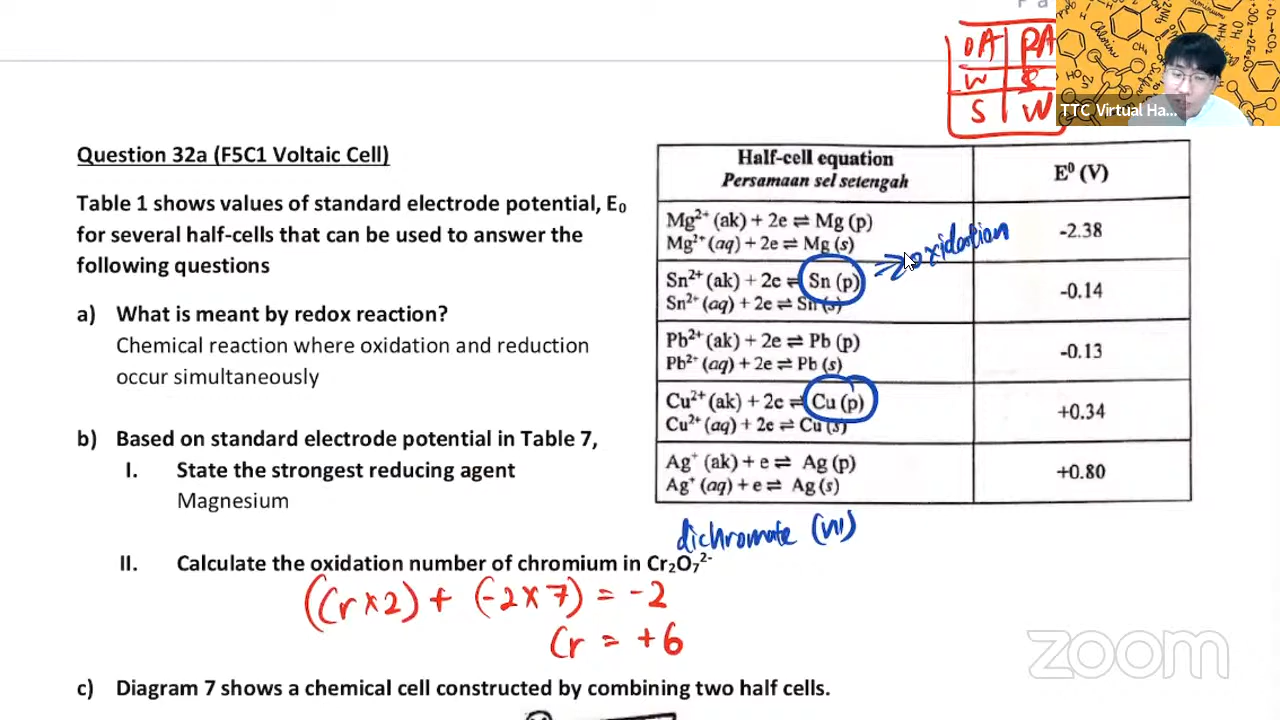 OA RA
W S
S W
TTC Virtual Ha...
Question 32a (F5C1 Voltaic Cell)
Table 1 shows values of standard electrode potential, E₀
for several half-cells that can be used to answer the
following questions
a) What is meant by redox reaction?
Chemical reaction where oxidation and reduction
occur simultaneously
b) Based on standard electrode potential in Table 7,
I. State the strongest reducing agent
Magnesium
Half-cell equation
Persamaan sel setengah
E⁰ (V)
Mg²⁺ (ak) + 2e ⇌ Mg (p)
Mg²⁺ (aq) + 2e ⇌ Mg (s)
-2.38
⇒ oxidation
Sn²⁺ (ak) + 2e ⇌ Sn (p)
Sn²⁺ (aq) + 2e ⇌ Sn (s)
-0.14
Pb²⁺ (ak) + 2e ⇌ Pb (p)
Pb²⁺ (aq) + 2e ⇌ Pb (s)
-0.13
Cu²⁺ (ak) + 2e ⇌ Cu (p)
Cu²⁺ (aq) + 2e ⇌ Cu (s)
+0.34
Ag⁺ (ak) + e ⇌ Ag (p)
Ag⁺ (aq) + e ⇌ Ag (s)
+0.80
dichromate (VI)
II. Calculate the oxidation number of chromium in Cr₂O₇²⁻
(Cr × 2) + (-2 × 7) = -2
Cr = +6
zoom
c) Diagram 7 shows a chemical cell constructed by combining two half cells.